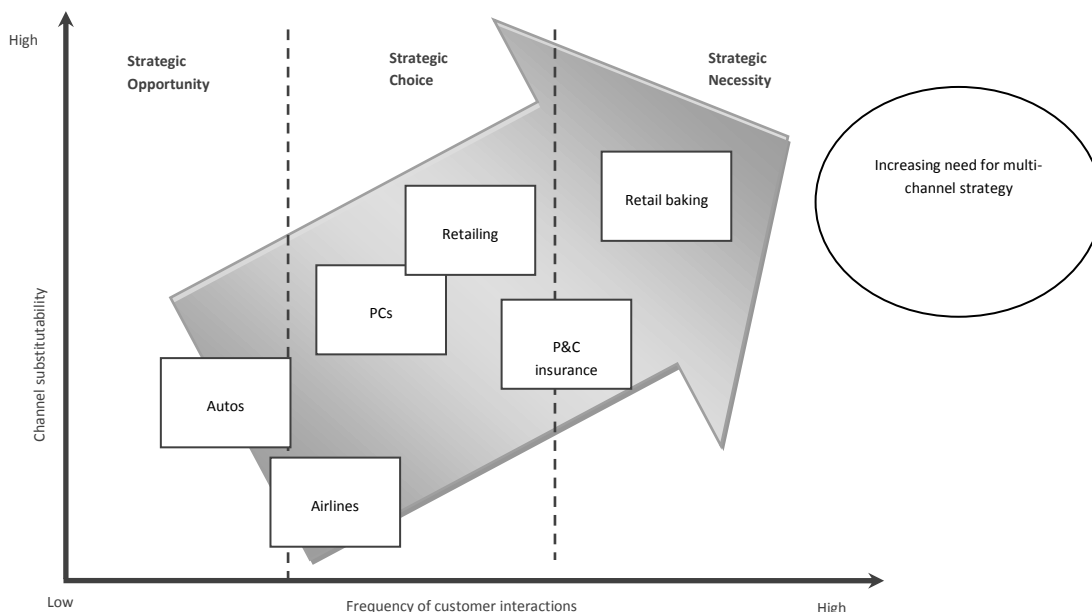 High
Strategic
Opportunity
Strategic
Choice
Strategic
Necessity
Increasing need for multi-
channel strategy
Retail baking
Retailing
PCs
P&C
insurance
Autos
Airlines
Channel substitutability
Low
Frequency of customer interactions
High